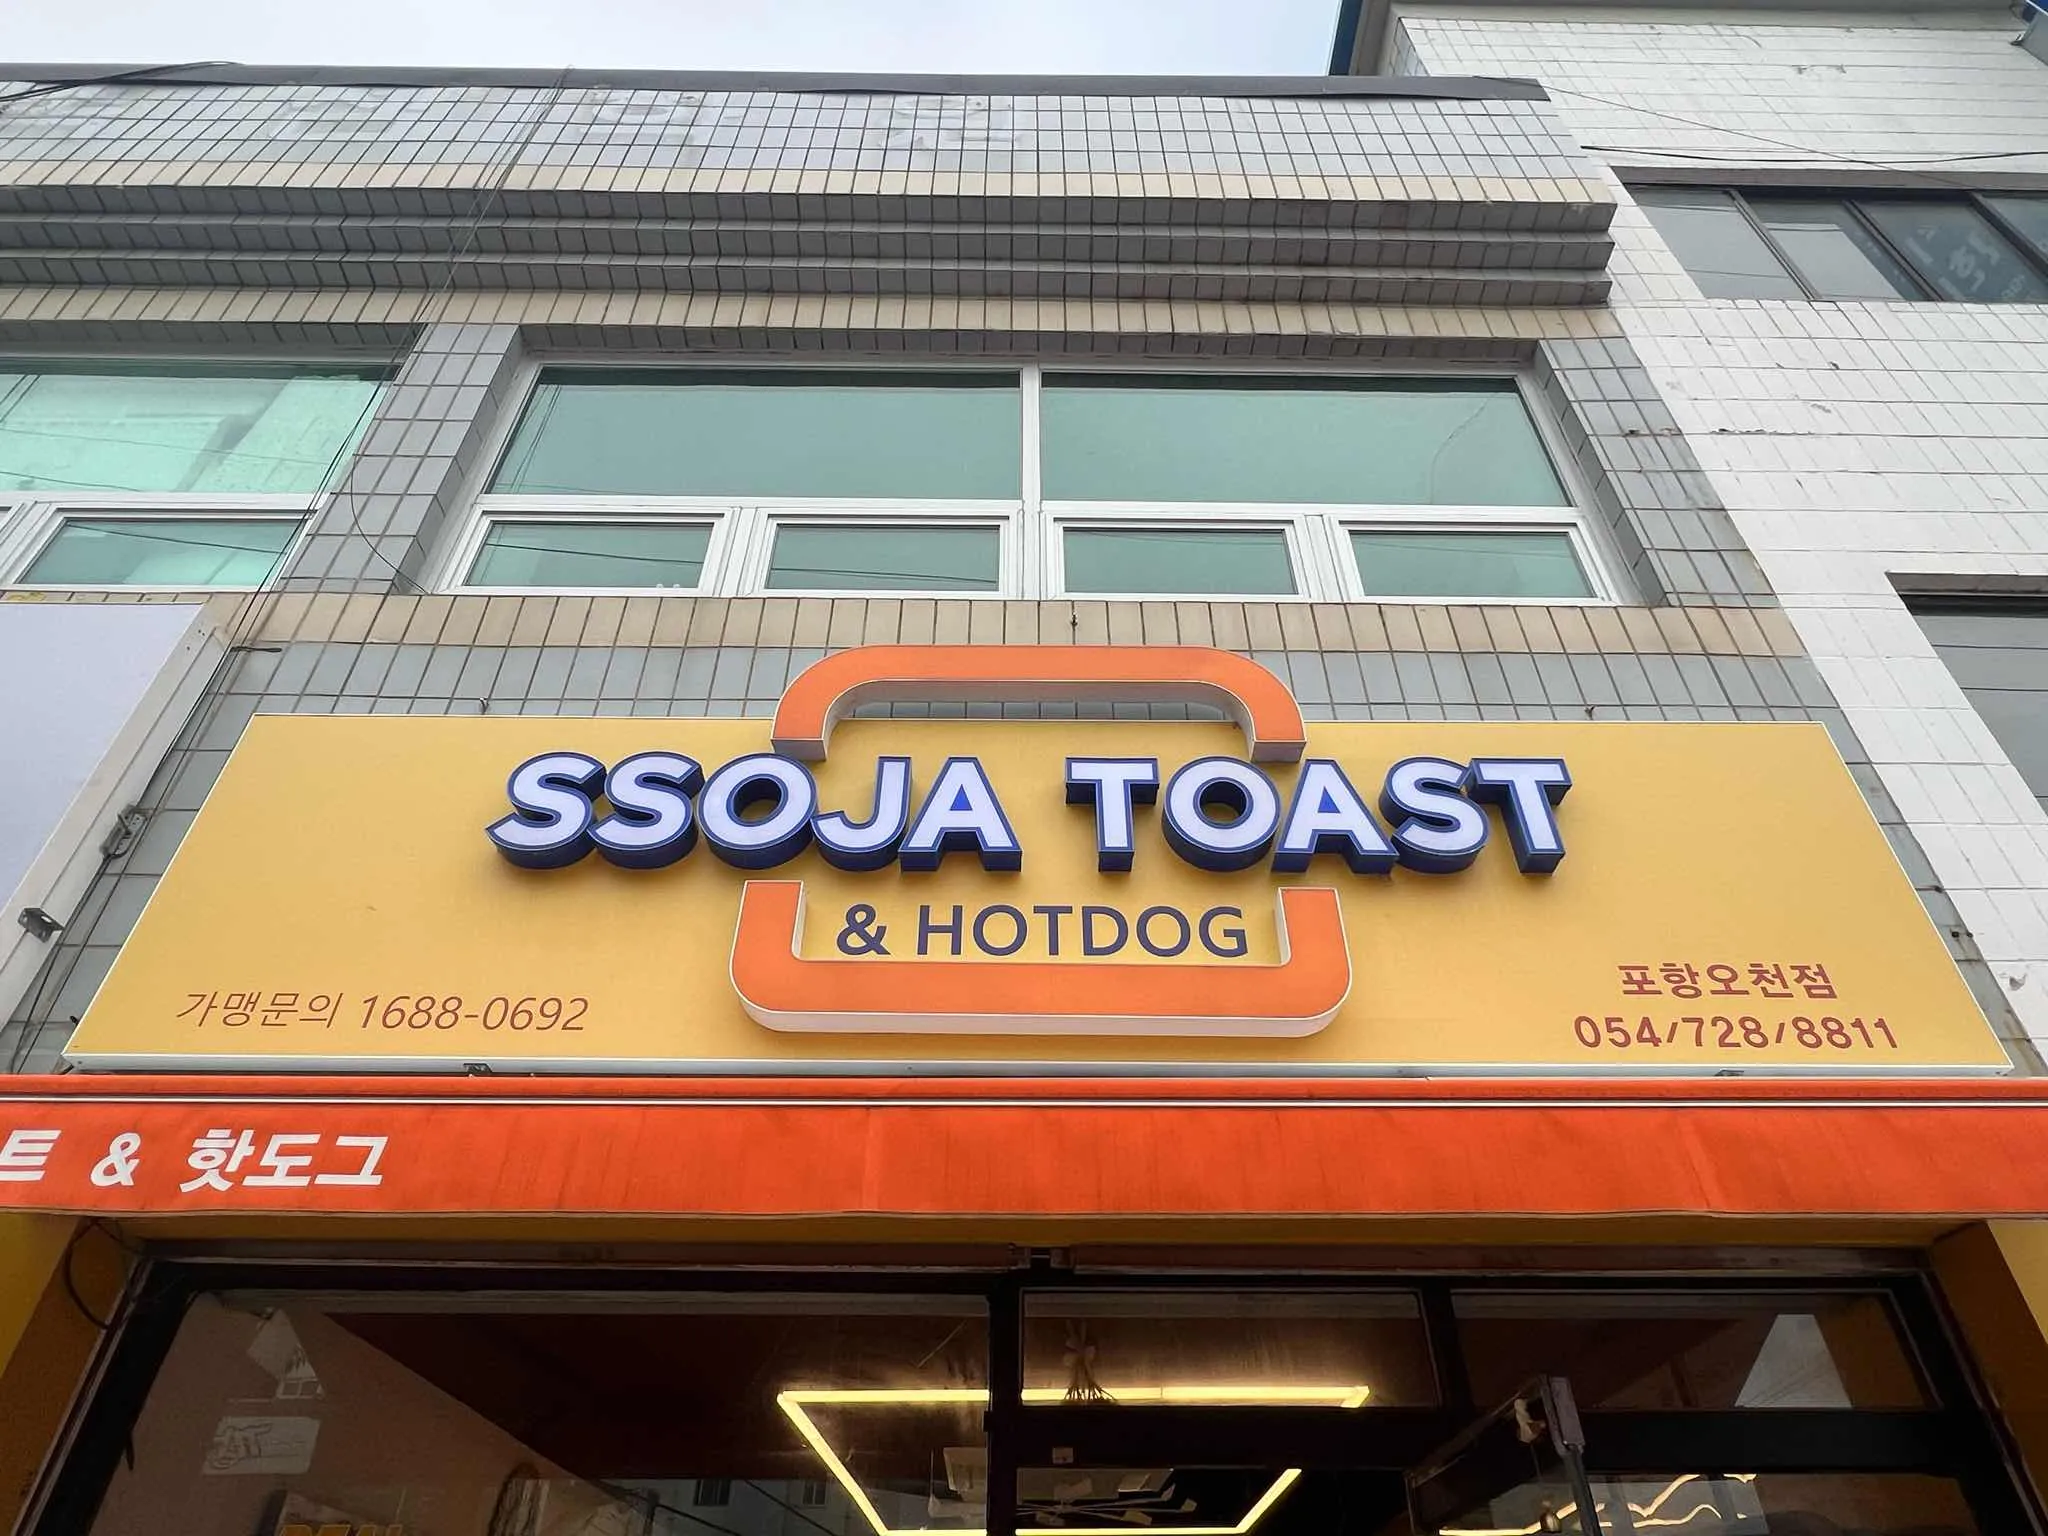 SSOJA TOAST
& HOTDOG
가맹문의 1688-0692
포항오천점
054/728/8811
트 & 핫도그